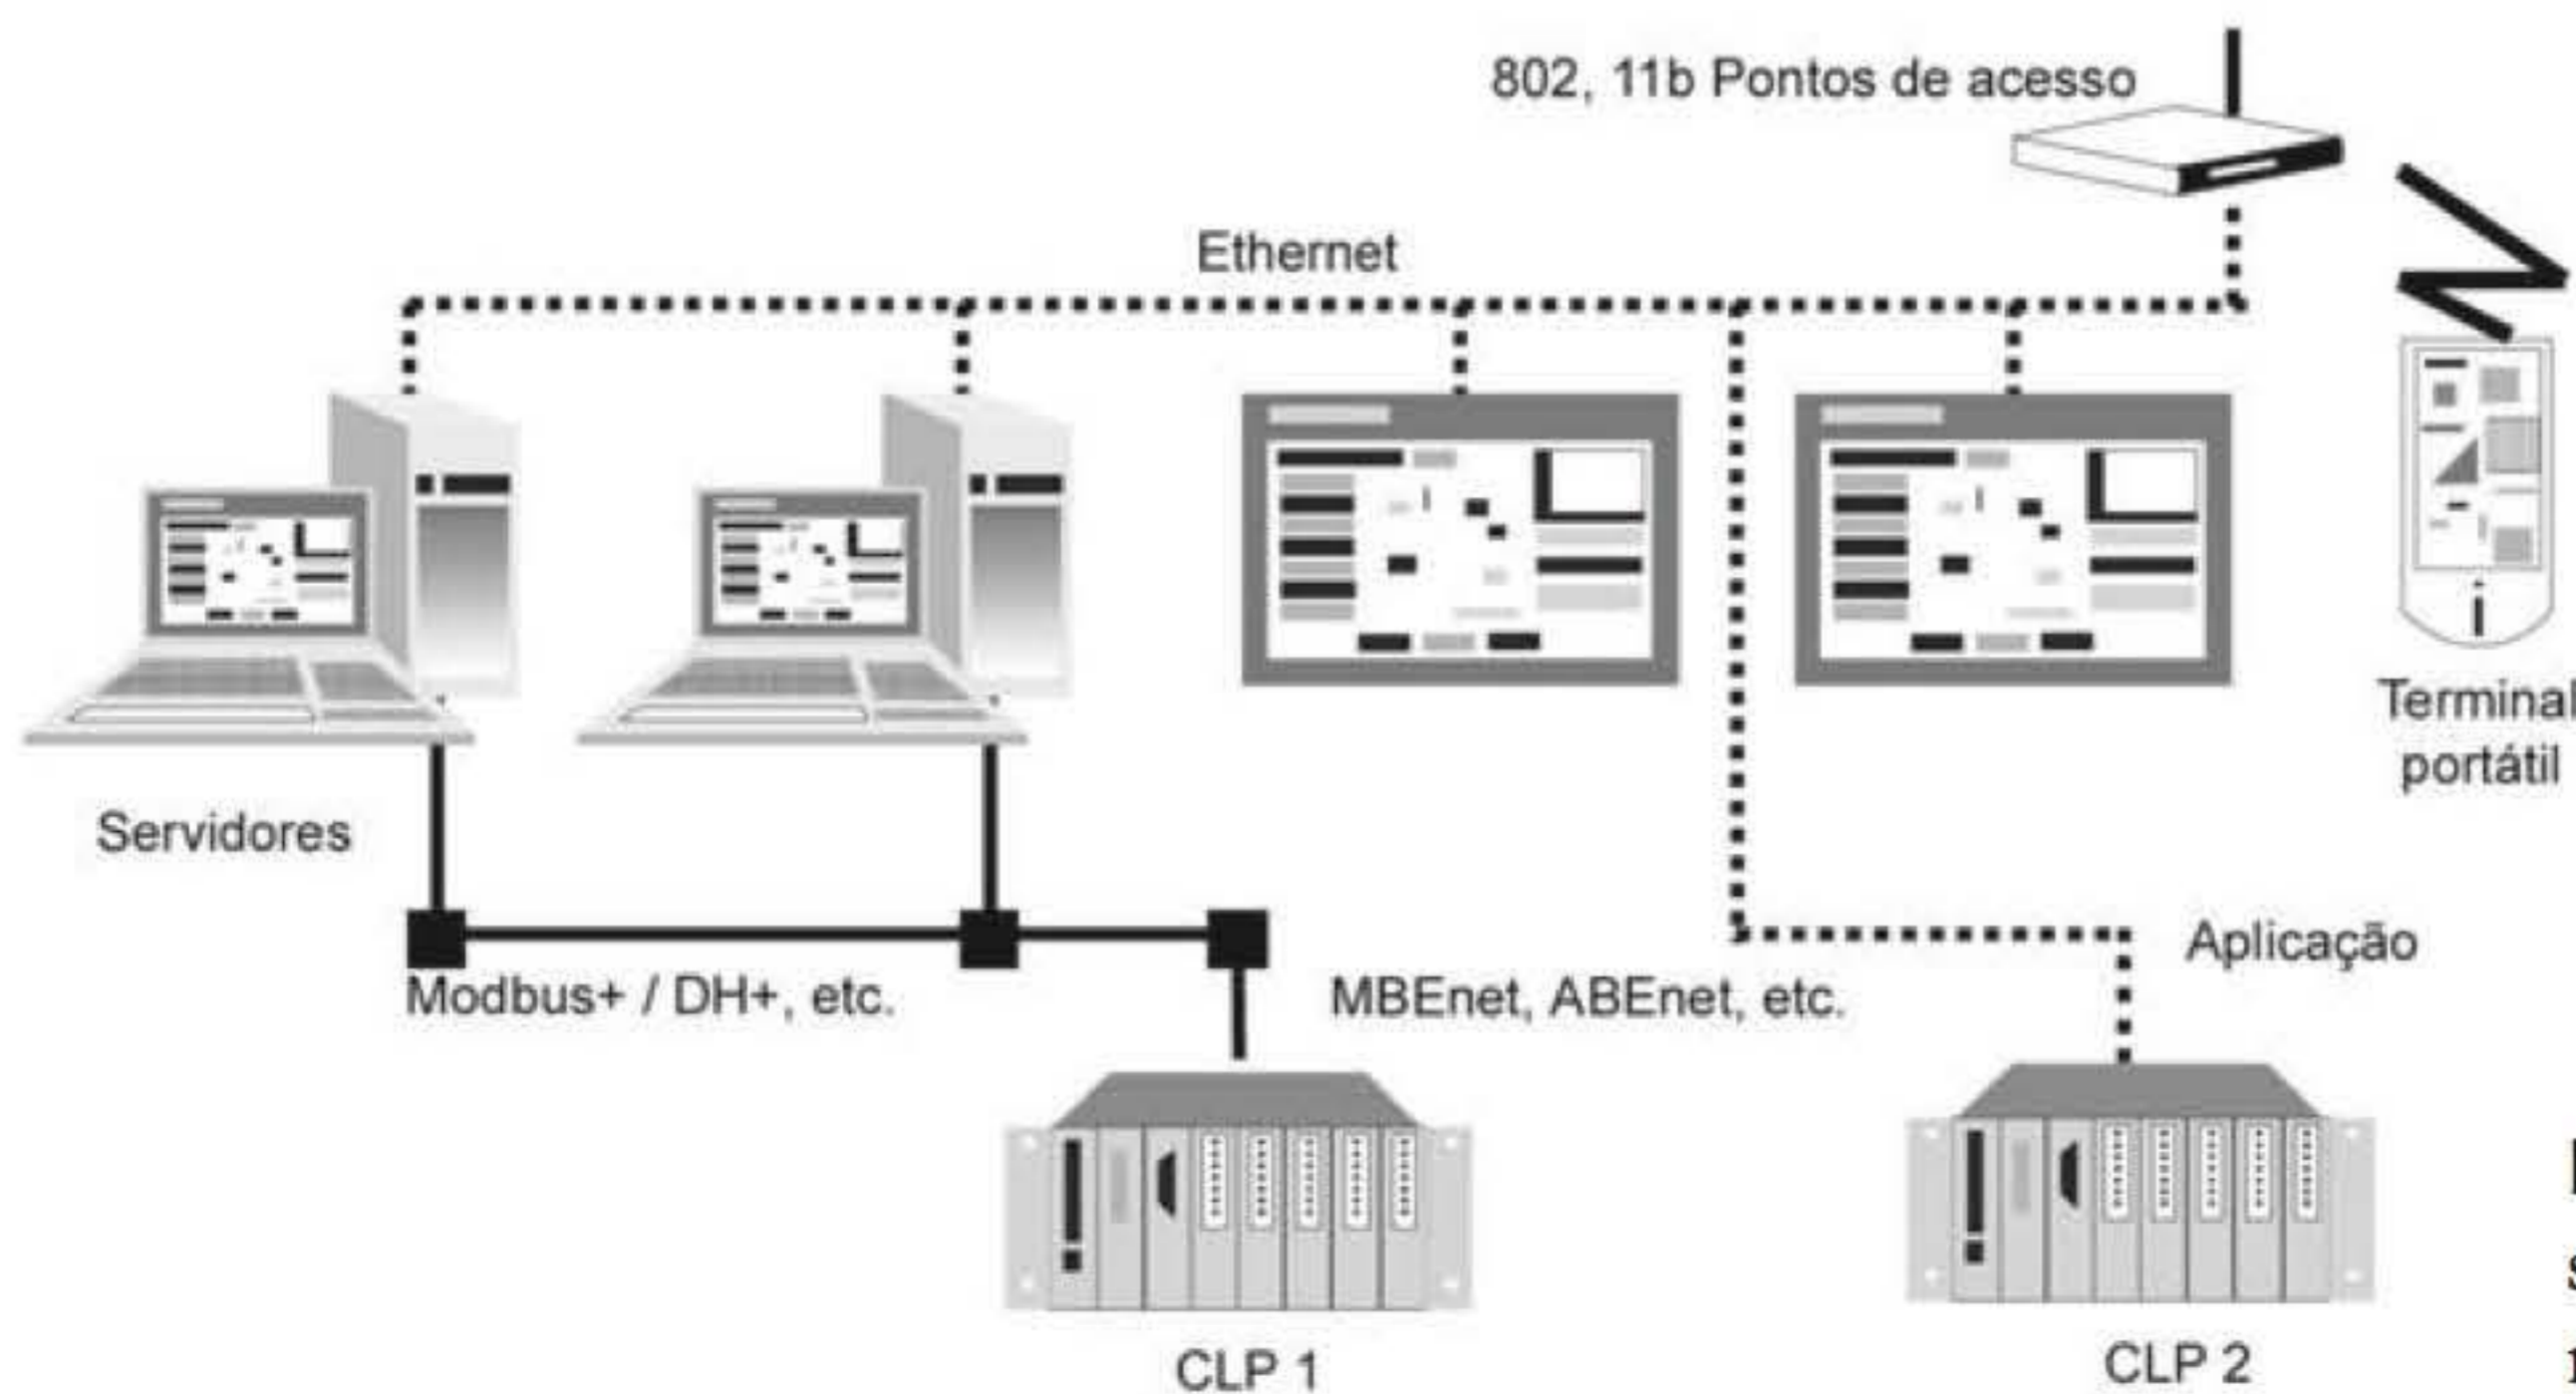 802, 11b Pontos de acesso
Ethernet
Terminal
portátil
Servidores
Aplicação
Modbus+ / DH+, etc.
MBEnet, ABEnet, etc.
CLP 1
CLP 2